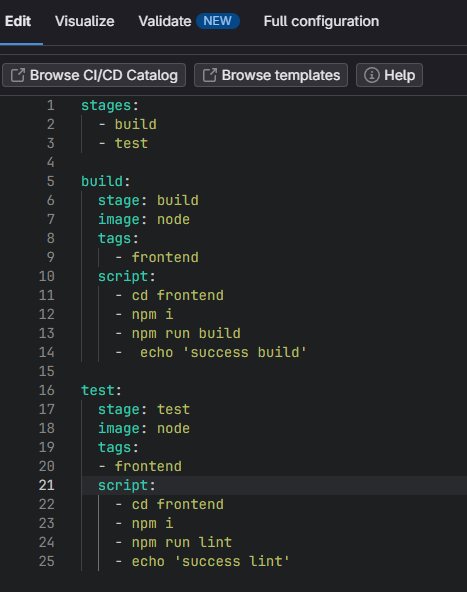 Edit Visualize Validate NEW Full configuration
Browse CI/CD Catalog Browse templates Help
1 stages:
2   - build
3   - test
4
5 build:
6   stage: build
7   image: node
8   tags:
9     - frontend
10   script:
11     - cd frontend
12     - npm i
13     - npm run build
14     -  echo 'success build'
15
16 test:
17   stage: test
18   image: node
19   tags:
20   - frontend
21   script:
22     - cd frontend
23     - npm i
24     - npm run lint
25     - echo 'success lint'